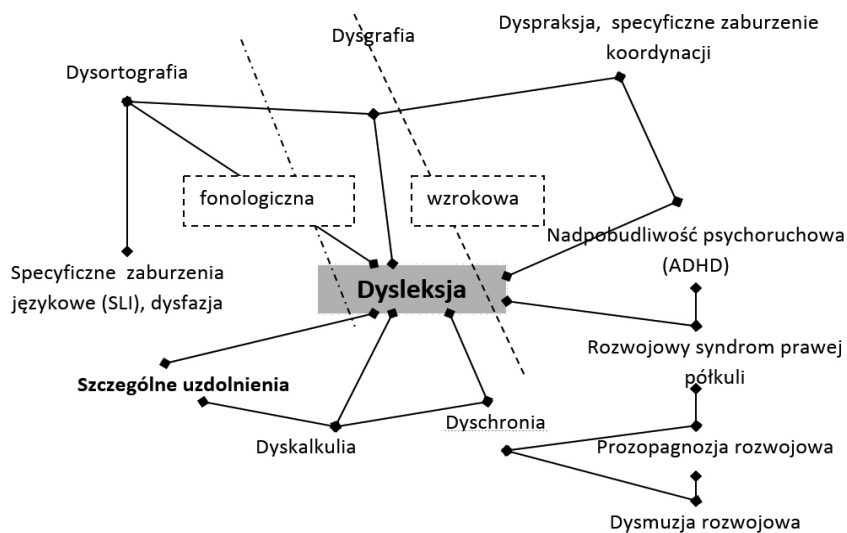 Dysgrafia
Dyspraksja, specyficzne zaburzenie
koordynacji
Dysortografia
fonologiczna
wzrokowa
Nadpobudliwość psychoruchowa
(ADHD)
Specyficzne zaburzenia
językowe (SLI), dysfazja
Dysleksja
Rozwojowy syndrom prawej
półkuli
Szczególne uzdolnienia
Dyschronia
Dyskalkulia
Prozopagnozja rozwojowa
Dysmuzja rozwojowa